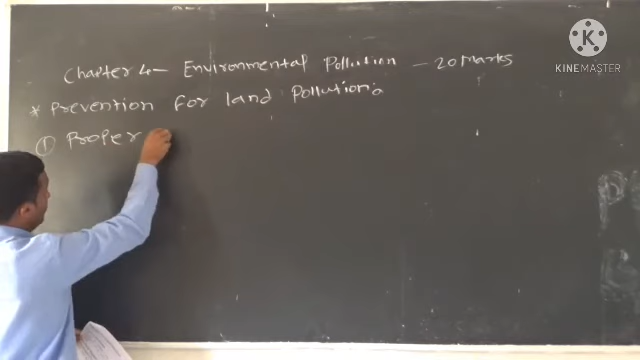 KINEMASTER
Chapter 4 - Environmental Pollution - 20 Marks
* Prevention for land Pollution:
① Proper